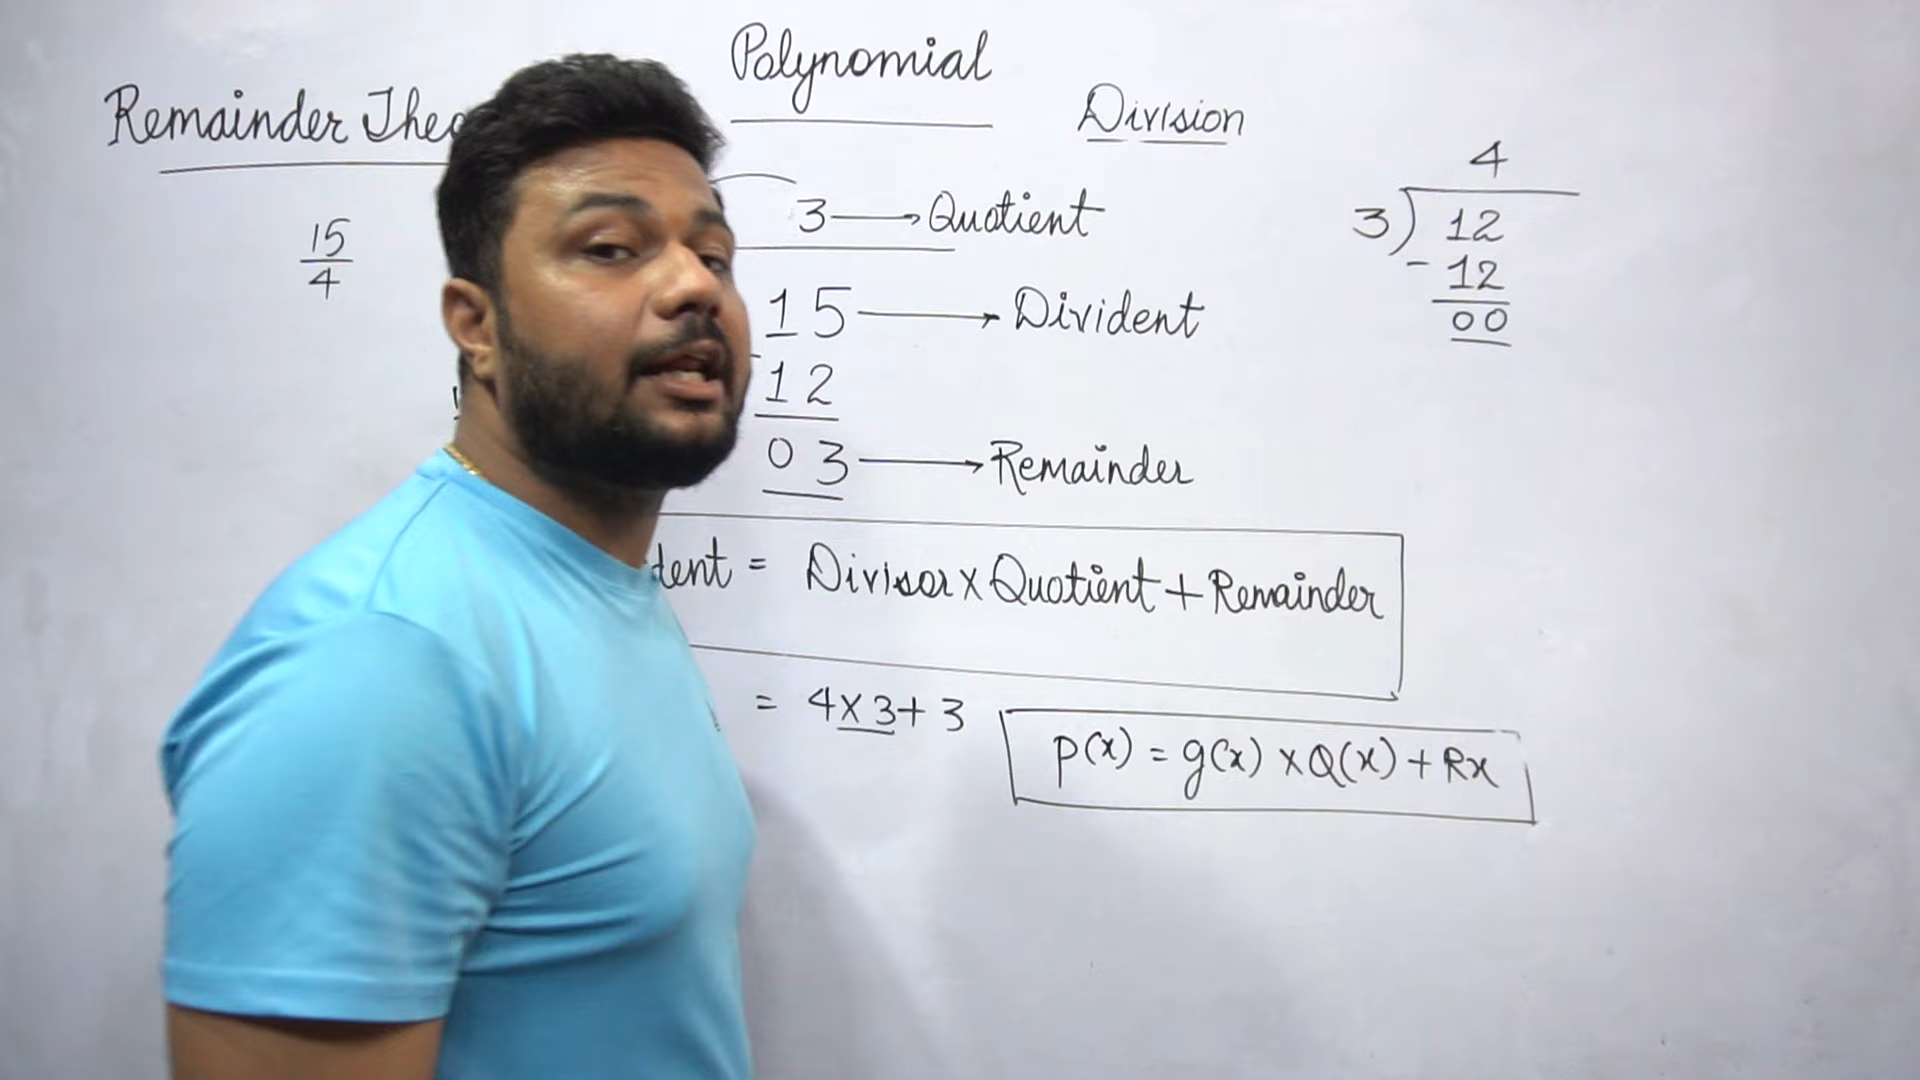 Polynomial
Remainder Theo
Division
15
4
3 → Quotient
15 → Divident
12
03 → Remainder
dent = Divisor x Quotient + Remainder
= 4 x 3 + 3
p(x) = g(x) x Q(x) + Rx
4
3) 12
- 12
00